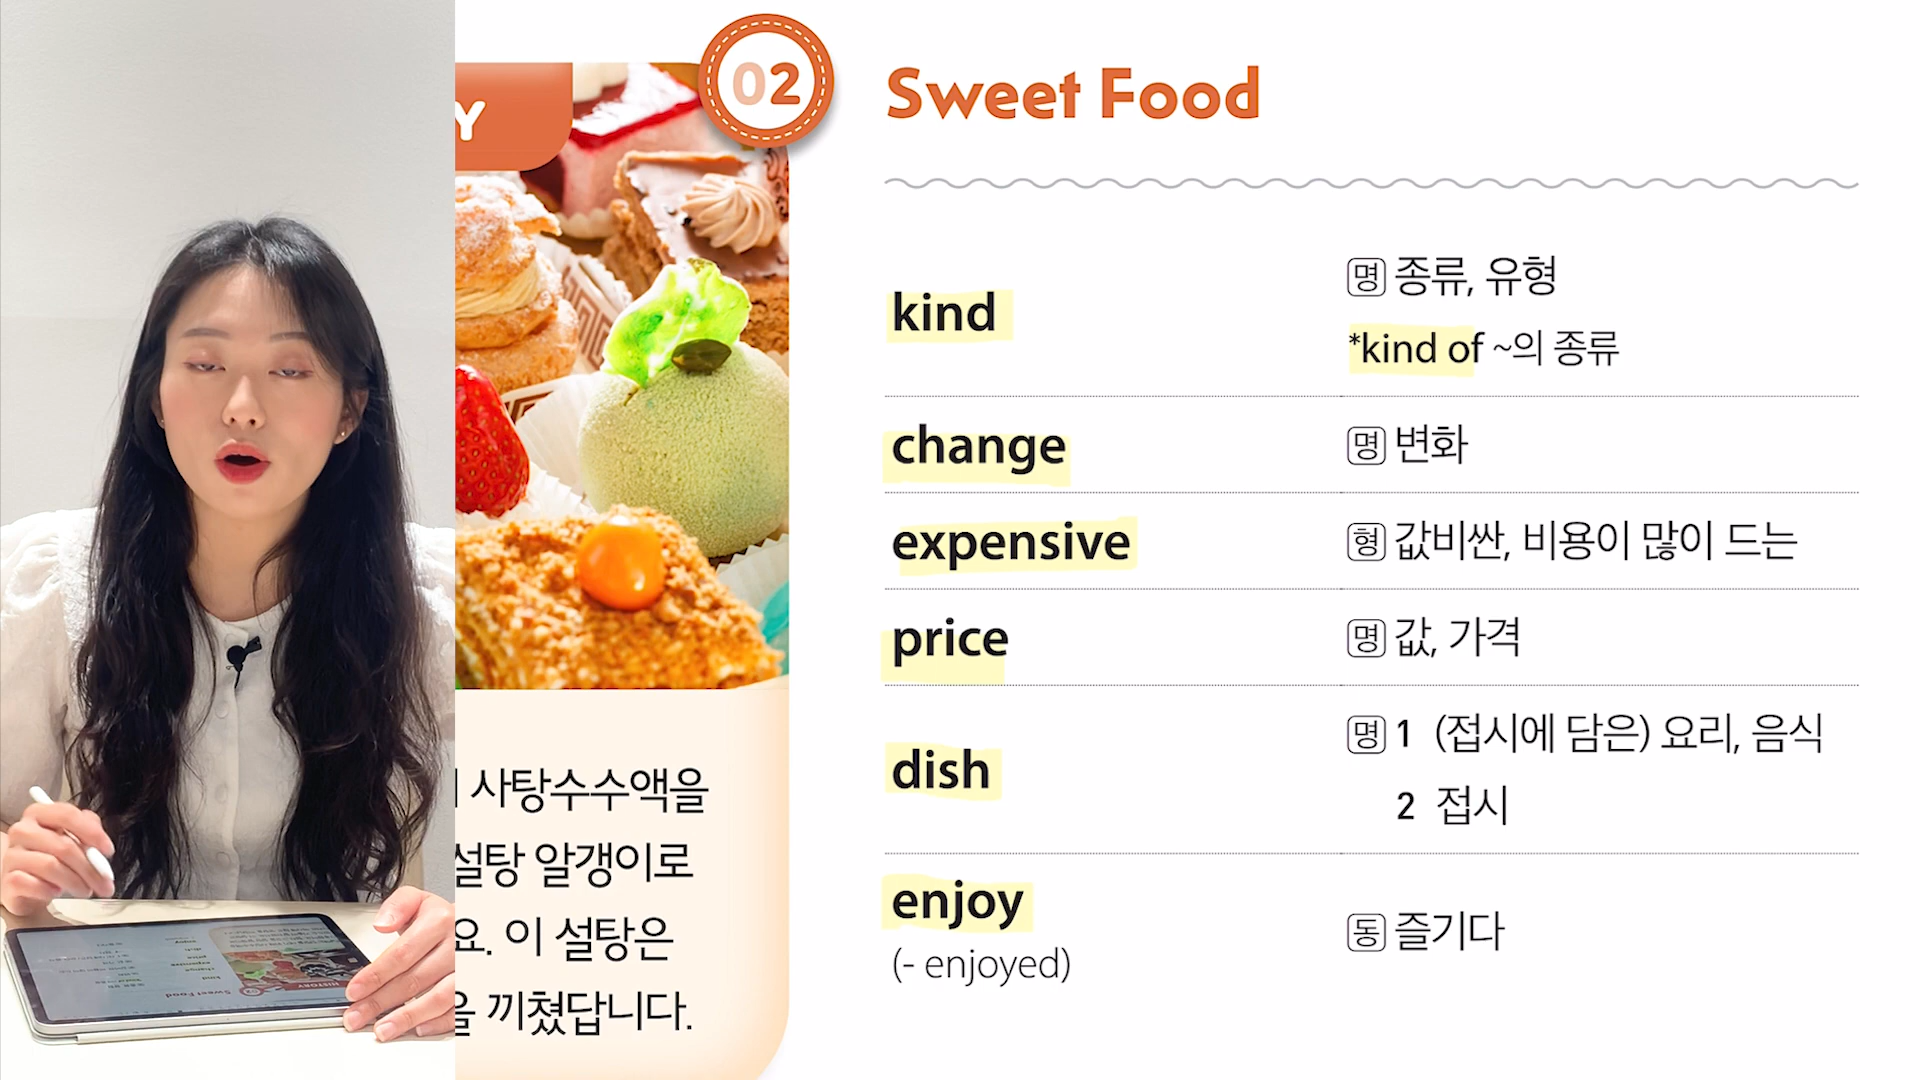 Y
02
Sweet Food
kind
명 종류, 유형
*kind of ~의 종류
change
명 변화
expensive
형 값비싼, 비용이 많이 드는
price
명 값, 가격
dish
명 1 (접시에 담은) 요리, 음식
2 접시
enjoy
(- enjoyed)
동 즐기다
사탕수수액을
설탕 알갱이로
요. 이 설탕은
을 끼쳤답니다.